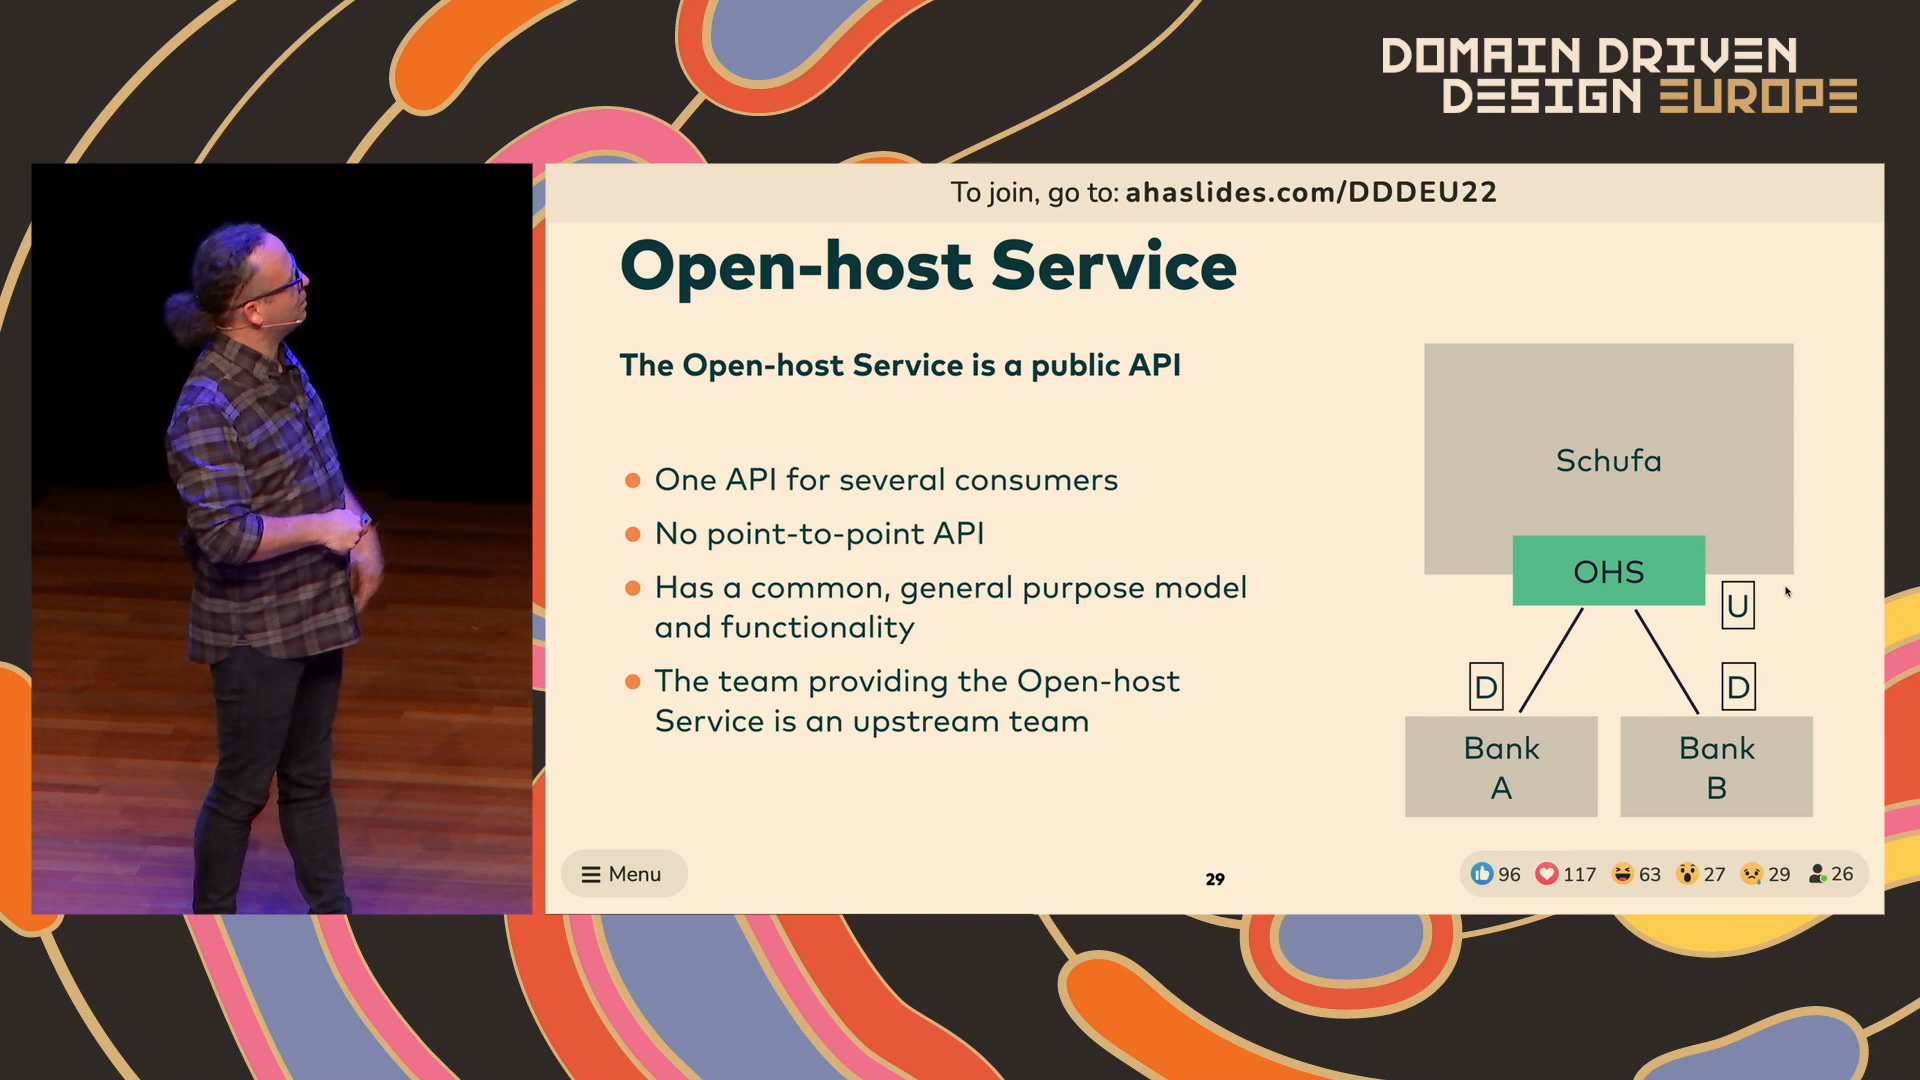 DOMAIN DRIVEN
DESIGN EUROPE
To join, go to: ahaslides.com/DDDEU22
Open-host Service
The Open-host Service is a public API
One API for several consumers
No point-to-point API
Has a common, general purpose model
and functionality
The team providing the Open-host
Service is an upstream team
Schufa
OHS
U
D
D
Bank
A
Bank
B
Menu
29
96 117 63 27 29 26